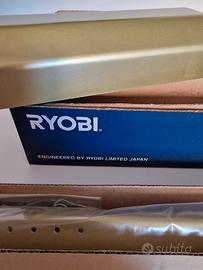 RYOBI.
ENGINEERED BY RYOBI LIMITED JAPAN
subito